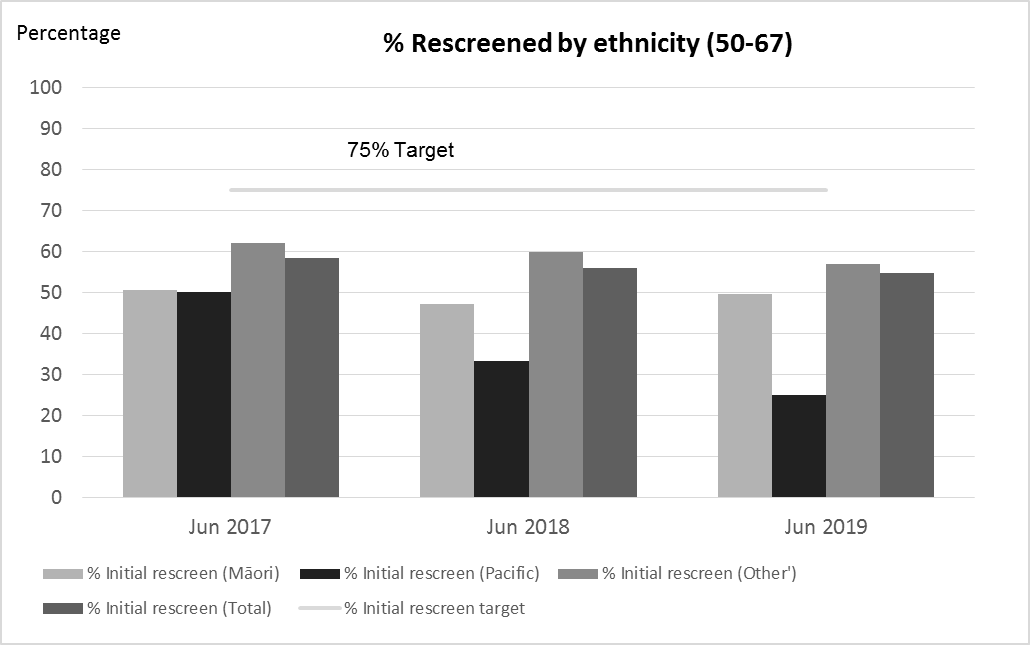 Percentage
% Rescreened by ethnicity (50-67)
100
90
80
70
60
50
40
30
20
10
0
75% Target
Jun 2017 Jun 2018 Jun 2019
% Initial rescreen (Māori) % Initial rescreen (Pacific) % Initial rescreen (Other')
% Initial rescreen (Total) % Initial rescreen target